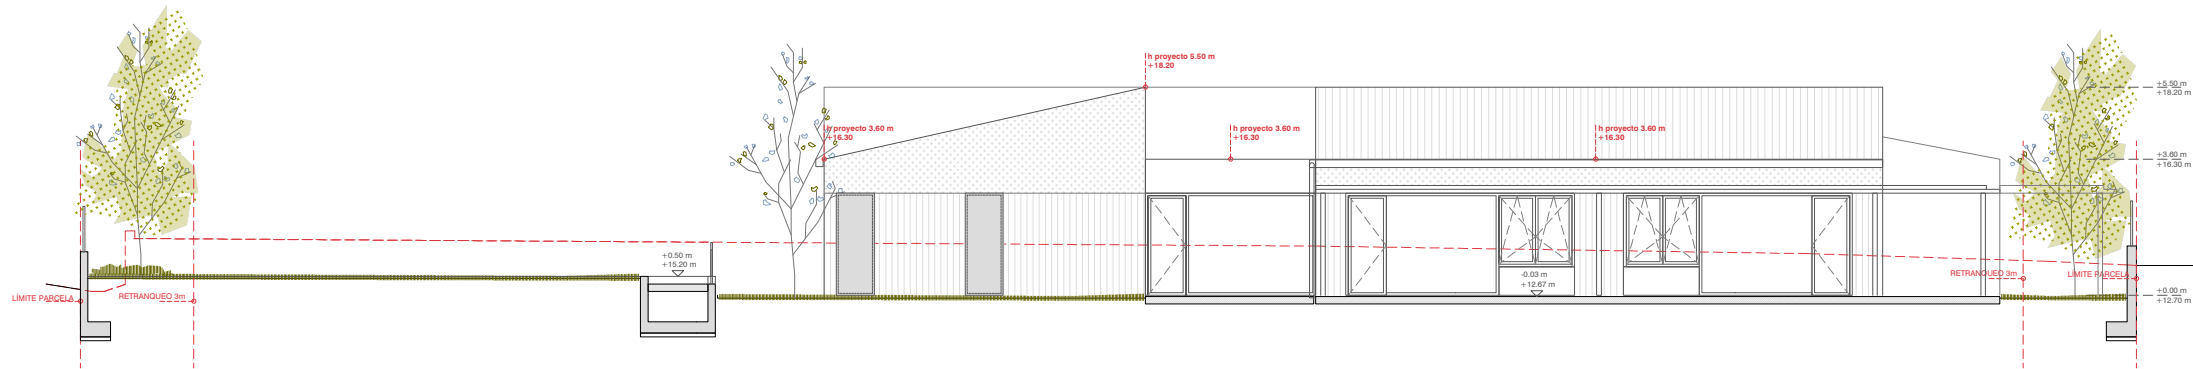 h proyecto 5.50 m
+18.20
+5.50 m
+18.20 m
h proyecto 3.60 m
+16.30
h proyecto 3.60 m
+16.30
h proyecto 3.60 m
+16.30
+3.60 m
+16.30 m
+0.50 m
+15.20 m
-0.03 m
+12.67 m
RETRANQUEO 3m
LÍMITE PARCELA
LÍMITE PARCELA
RETRANQUEO 3m
+0.00 m
+12.70 m